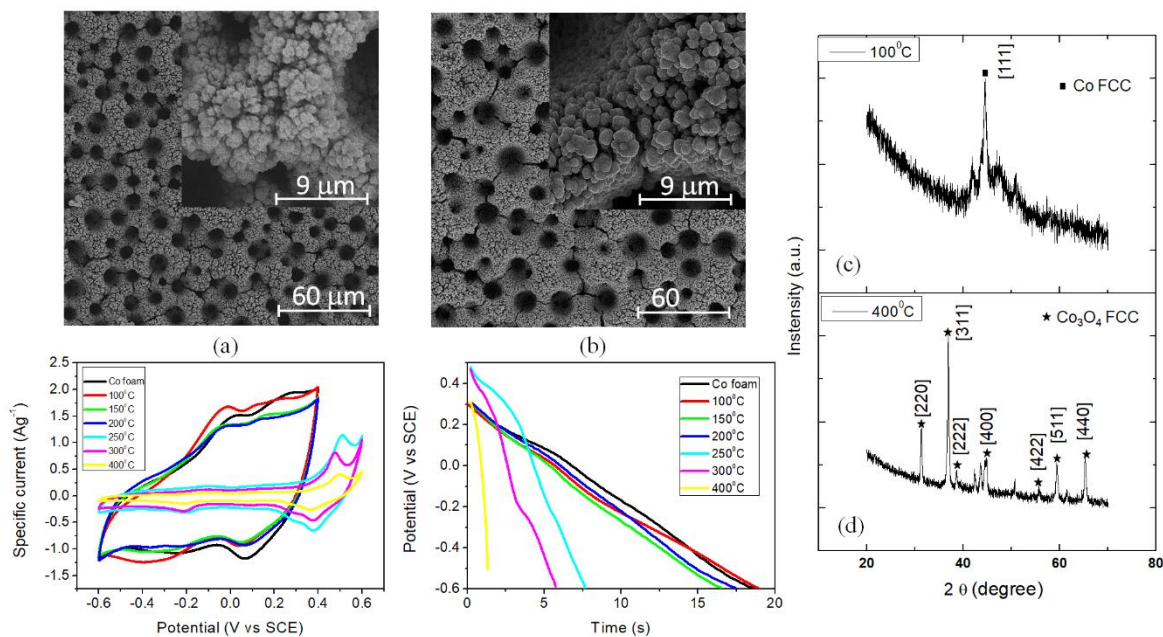 9 µm
60 µm
(a)
9 µm
60
(b)
100⁰C
[111]
■ Co FCC
(c)
400⁰C
★ Co₃O₄ FCC
[220]
[311]
[222]
[400]
[422]
[511]
[440]
(d)
20 40 60 80
2 θ (degree)
Instensity (a.u.)
2.5
2.0
1.5
1.0
0.5
0.0
-0.5
-1.0
-1.5
Specific current (Ag⁻¹)
Co foam
100⁰C
150⁰C
200⁰C
250⁰C
300⁰C
400⁰C
-0.6 -0.4 -0.2 0.0 0.2 0.4 0.6
Potential (V vs SCE)
0.4
0.2
0.0
-0.2
-0.4
-0.6
Potential (V vs SCE)
Co foam
100⁰C
150⁰C
200⁰C
250⁰C
300⁰C
400⁰C
0 5 10 15 20
Time (s)